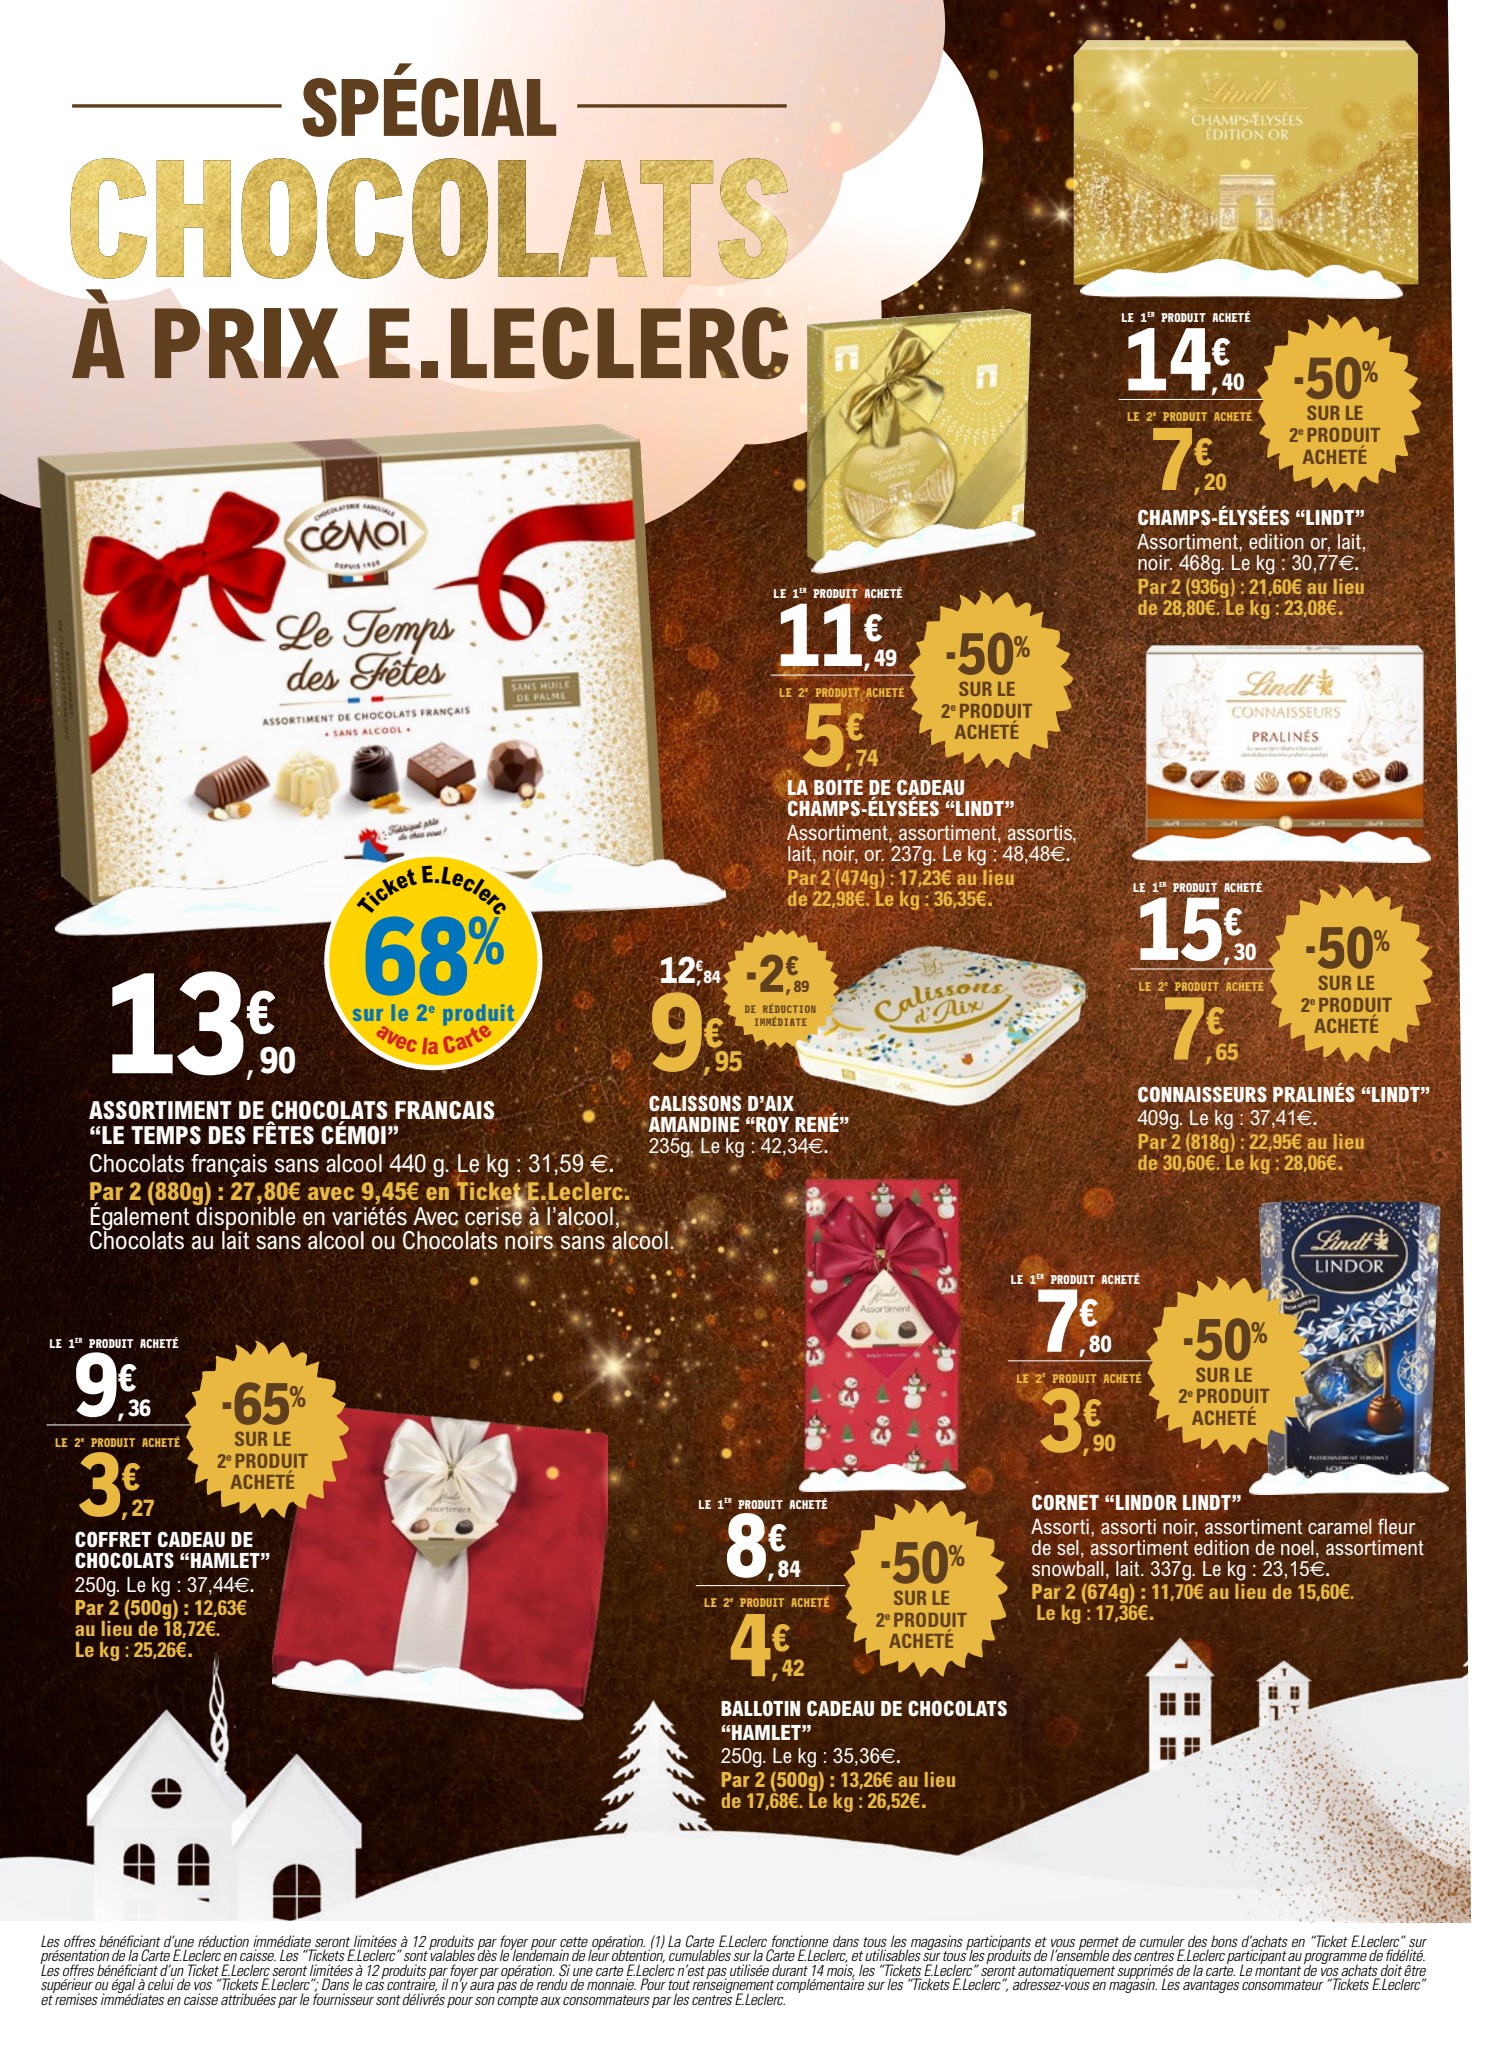 SPÉCIAL
CHOCOLATS
À PRIX E.LECLERC
Lindt
CHAMPS-ELYSÉES
ÉDITION OR
LE 1ER PRODUIT ACHETÉ
14€,40
LE 2E PRODUIT ACHETÉ
7€,20
-50%
SUR LE
2e PRODUIT
ACHETÉ
CHAMPS-ÉLYSÉES “LINDT”
Assortiment, edition or, lait,
noir. 468g. Le kg : 30,77€.
Par 2 (936g) : 21,60€ au lieu
de 28,80€. Le kg : 23,08€.
Lindt
CHAMPS-ELYSÉES
ÉDITION OR
LE 1ER PRODUIT ACHETÉ
11€,49
LE 2E PRODUIT ACHETÉ
5€,74
-50%
SUR LE
2e PRODUIT
ACHETÉ
LA BOITE DE CADEAU
CHAMPS-ÉLYSÉES “LINDT”
Assortiment, assortiment, assortis,
lait, noir, or. 237g. Le kg : 48,48€.
Par 2 (474g) : 17,23€ au lieu
de 22,98€. Le kg : 36,35€.
CHOCOLATERIE FAMILIALE
CéMOI
DEPUIS 1920
Le Temps
des Fêtes
SANS HUILE
DE PALME
ASSORTIMENT DE CHOCOLATS FRANÇAIS
• SANS ALCOOL •
Fabriqué près
de chez vous !
Ticket E.Leclerc
68%
sur le 2e produit
avec la Carte
13€,90
ASSORTIMENT DE CHOCOLATS FRANCAIS
“LE TEMPS DES FÊTES CÉMOI”
Chocolats français sans alcool 440 g. Le kg : 31,59 €.
Par 2 (880g) : 27,80€ avec 9,45€ en Ticket E.Leclerc.
Également disponible en variétés Avec cerise à l’alcool,
Chocolats au lait sans alcool ou Chocolats noirs sans alcool.
12€,84
-2€,89
DE RÉDUCTION
IMMÉDIATE
9€,95
Calissons
d'Aix
CALISSONS D’AIX
AMANDINE “ROY RENÉ”
235g. Le kg : 42,34€.
Lindt
CONNAISSEURS
PRALINÉS
LE 1ER PRODUIT ACHETÉ
15€,30
LE 2E PRODUIT ACHETÉ
7€,65
-50%
SUR LE
2e PRODUIT
ACHETÉ
CONNAISSEURS PRALINÉS “LINDT”
409g. Le kg : 37,41€.
Par 2 (818g) : 22,95€ au lieu
de 30,60€. Le kg : 28,06€.
Lindt
LINDOR
PASSIONNÉMENT FONDANT
LE 1ER PRODUIT ACHETÉ
7€,80
LE 2E PRODUIT ACHETÉ
3€,90
-50%
SUR LE
2e PRODUIT
ACHETÉ
CORNET “LINDOR LINDT”
Assorti, assorti noir, assortiment caramel fleur
de sel, assortiment edition de noel, assortiment
snowball, lait. 337g. Le kg : 23,15€.
Par 2 (674g) : 11,70€ au lieu de 15,60€.
Le kg : 17,36€.
LE 1ER PRODUIT ACHETÉ
9€,36
LE 2E PRODUIT ACHETÉ
3€,27
-65%
SUR LE
2e PRODUIT
ACHETÉ
Hamlet
Assortiment
COFFRET CADEAU DE
CHOCOLATS “HAMLET”
250g. Le kg : 37,44€.
Par 2 (500g) : 12,63€
au lieu de 18,72€.
Le kg : 25,26€.
Hamlet
Assortiment
Belgian Chocolates
LE 1ER PRODUIT ACHETÉ
8€,84
LE 2E PRODUIT ACHETÉ
4€,42
-50%
SUR LE
2e PRODUIT
ACHETÉ
BALLOTIN CADEAU DE CHOCOLATS
“HAMLET”
250g. Le kg : 35,36€.
Par 2 (500g) : 13,26€ au lieu
de 17,68€. Le kg : 26,52€.
Les offres bénéficiant d’une réduction immédiate seront limitées à 12 produits par foyer pour cette opération. (1) La Carte E.Leclerc fonctionne dans tous les magasins participants et vous permet de cumuler des bons d’achats en “Ticket E.Leclerc” sur
présentation de la Carte E.Leclerc en caisse. Les “Tickets E.Leclerc” sont valables dès le lendemain de leur obtention, cumulables sur la Carte E.Leclerc, et utilisables sur tous les produits de l’ensemble des centres E.Leclerc participant au programme de fidélité.
Les offres bénéficiant d’un Ticket E.Leclerc seront limitées à 12 produits par foyer par opération. Si une carte E.Leclerc n’est pas utilisée durant 14 mois, les “Tickets E.Leclerc” seront automatiquement supprimés de la carte. Le montant de vos achats doit être
supérieur ou égal à celui de vos “Tickets E.Leclerc”; Dans le cas contraire, il n’y aura pas de rendu de monnaie. Pour tout renseignement complémentaire sur les “Tickets E.Leclerc”, adressez-vous en magasin. Les avantages consommateur “Tickets E.Leclerc”
et remises immédiates en caisse attribuées par le fournisseur sont délivrés pour son compte aux consommateurs par les centres E.Leclerc.